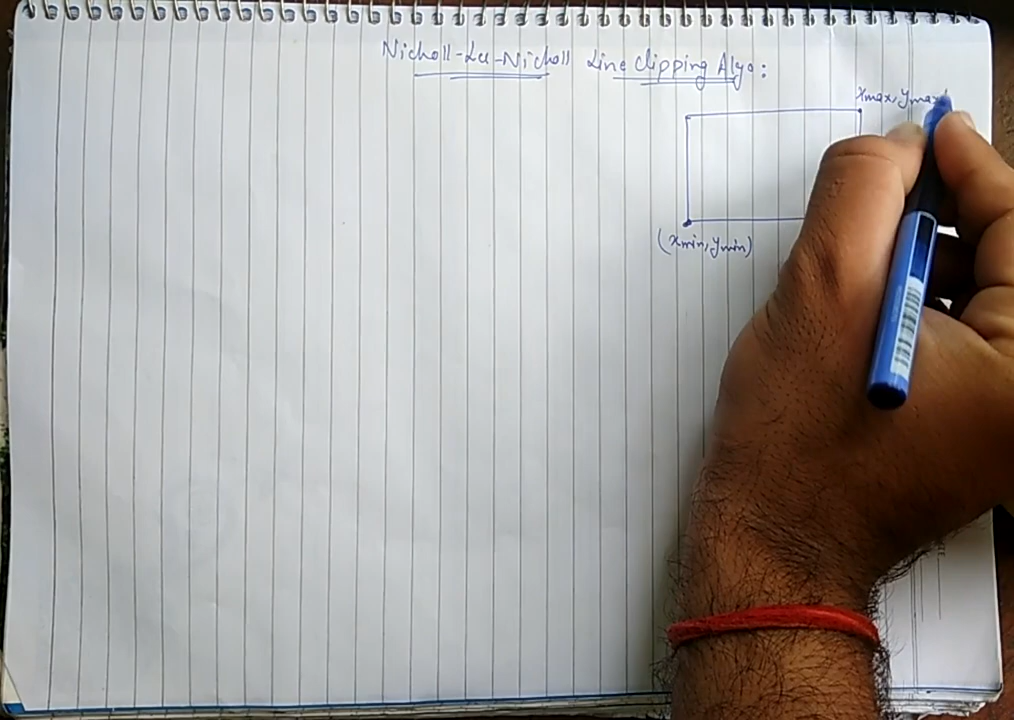 Nicholl-Lee-Nicholl Line Clipping Algo:
xmax, ymax
(xmin, ymin)